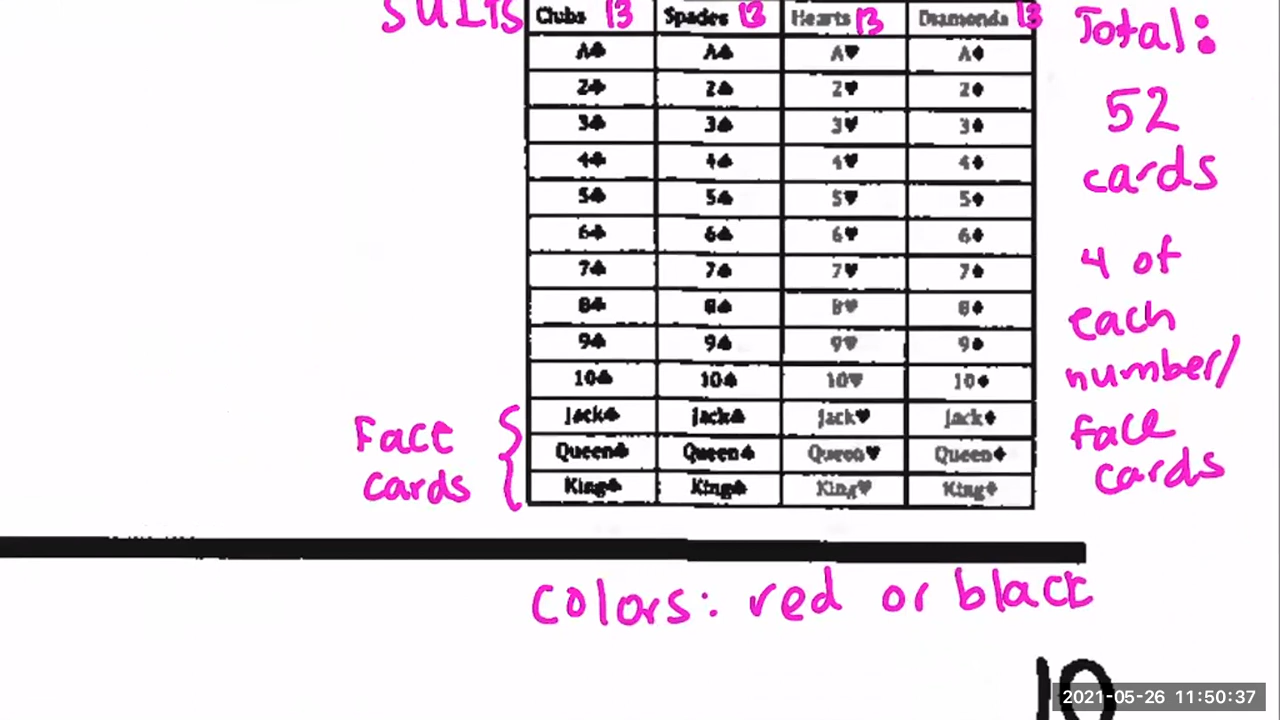 SUITS Clubs 13 Spades 13 Hearts 13 Diamonds 13
Total:
A♣ A♠ A♥ A♦
2♣ 2♠ 2♥ 2♦
52
3♣ 3♠ 3♥ 3♦
4♣ 4♠ 4♥ 4♦
cards
5♣ 5♠ 5♥ 5♦
6♣ 6♠ 6♥ 6♦
4 of
7♣ 7♠ 7♥ 7♦
8♣ 8♠ 8♥ 8♦
each
9♣ 9♠ 9♥ 9♦
number/
10♣ 10♠ 10♥ 10♦
Jack♣ Jack♠ Jack♥ Jack♦
Face
face
Queen♣ Queen♠ Queen♥ Queen♦
cards
cards
King♣ King♠ King♥ King♦
colors: red or black
10
2021-05-26 11:50:37